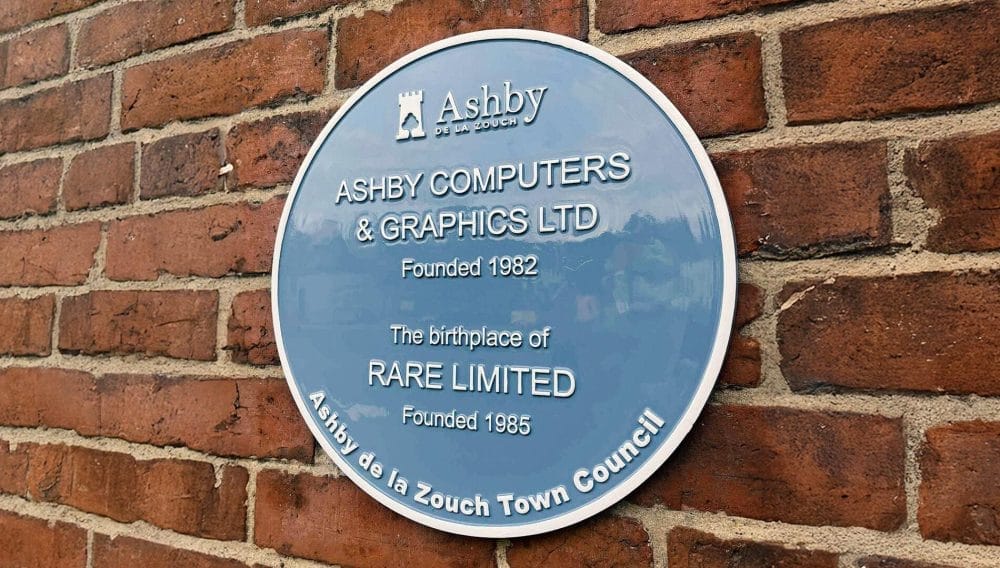 Ashby
DE LA ZOUCH
ASHBY COMPUTERS
& GRAPHICS LTD
Founded 1982
The birthplace of
RARE LIMITED
Founded 1985
Ashby de la Zouch Town Council